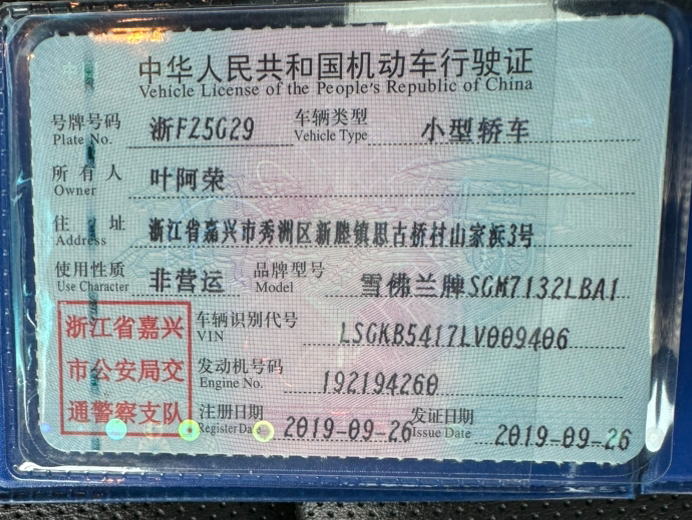 中华人民共和国机动车行驶证
Vehicle License of the People's Republic of China
号牌号码 浙FZ5G29 车辆类型 小型轿车
Plate No. Vehicle Type
所有人 叶阿荣
Owner
住址 浙江省嘉兴市秀洲区新塍镇思古桥村山家浜3号
Address
使用性质 非营运 品牌型号 雪佛兰牌SGM7132LBA1
Use Character Model
浙江省嘉兴
市公安局交
通警察支队
车辆识别代号 LSGKB5417LV009406
VIN
发动机号码 192194260
Engine No.
注册日期 2019-09-26 发证日期 2019-09-26
Register Date Issue Date